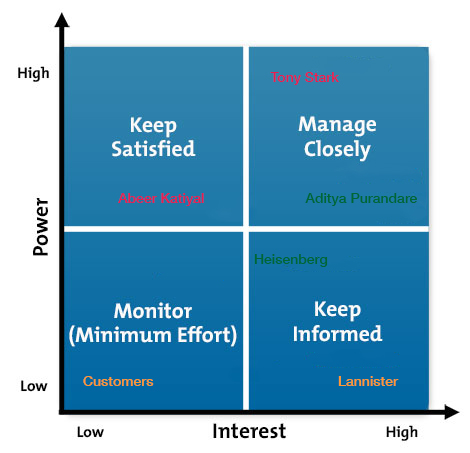 High
Tony Stark
Keep
Satisfied
Manage
Closely
Abeer Katiyal
Aditya Purandare
Power
Heisenberg
Monitor
(Minimum Effort)
Keep
Informed
Low
Customers
Lannister
Low
Interest
High